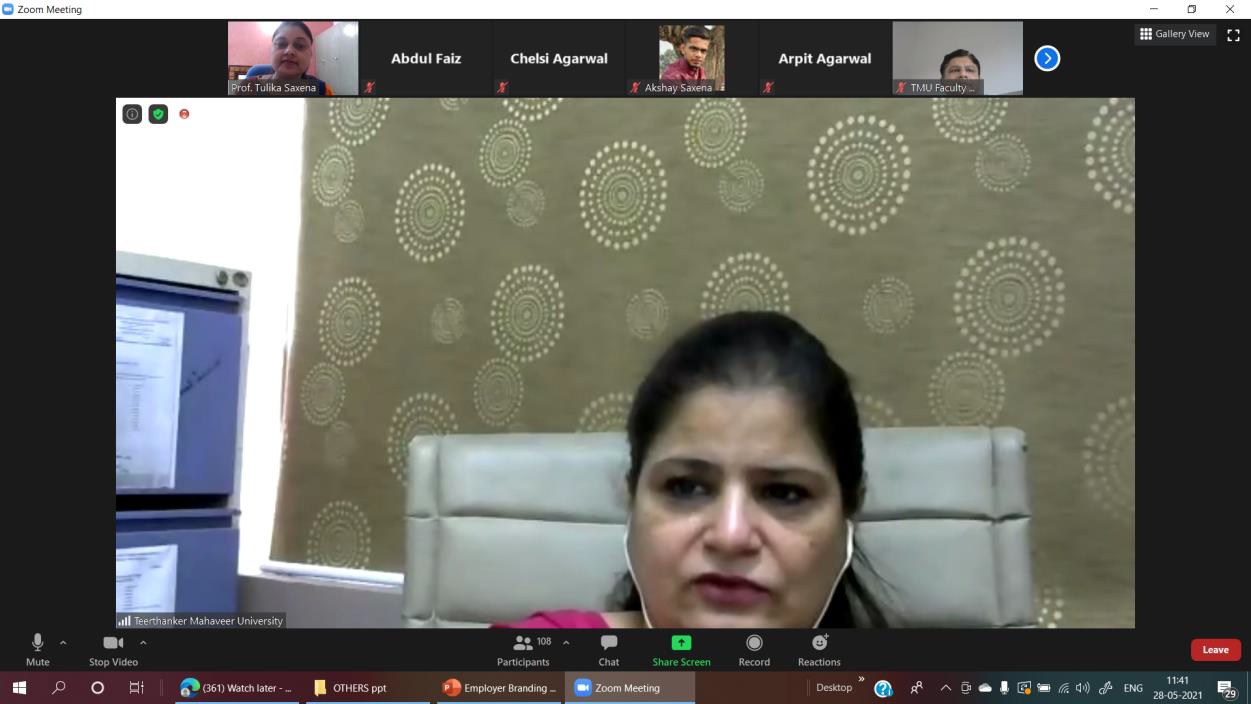 Zoom Meeting
Gallery View
Prof. Tulika Saxena
Abdul Faiz
Chelsi Agarwal
Akshay Saxena
Arpit Agarwal
TMU Faculty ...
Teerthanker Mahaveer University
Mute
Stop Video
108
Participants
Chat
Share Screen
Record
Reactions
Leave
(361) Watch later - ...
OTHERS ppt
Employer Branding ...
Zoom Meeting
Desktop
ENG
11:41
28-05-2021
29